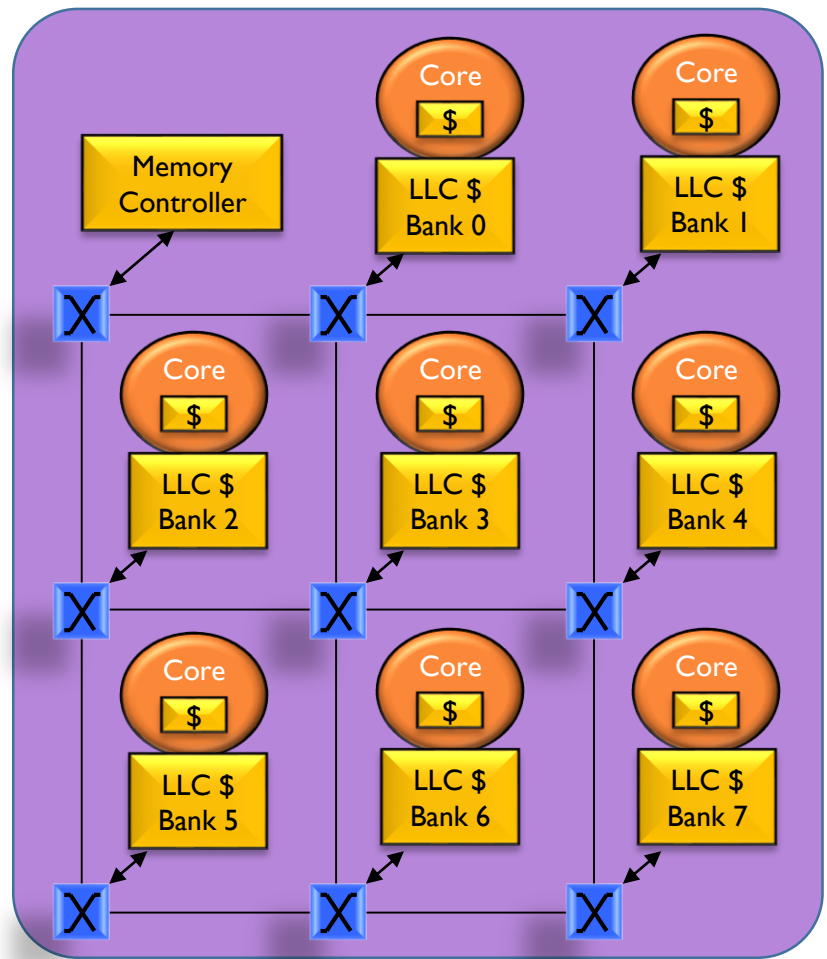 Core
$
LLC $
Bank 0
Core
$
LLC $
Bank 1
Memory
Controller
Core
$
LLC $
Bank 2
Core
$
LLC $
Bank 3
Core
$
LLC $
Bank 4
Core
$
LLC $
Bank 5
Core
$
LLC $
Bank 6
Core
$
LLC $
Bank 7